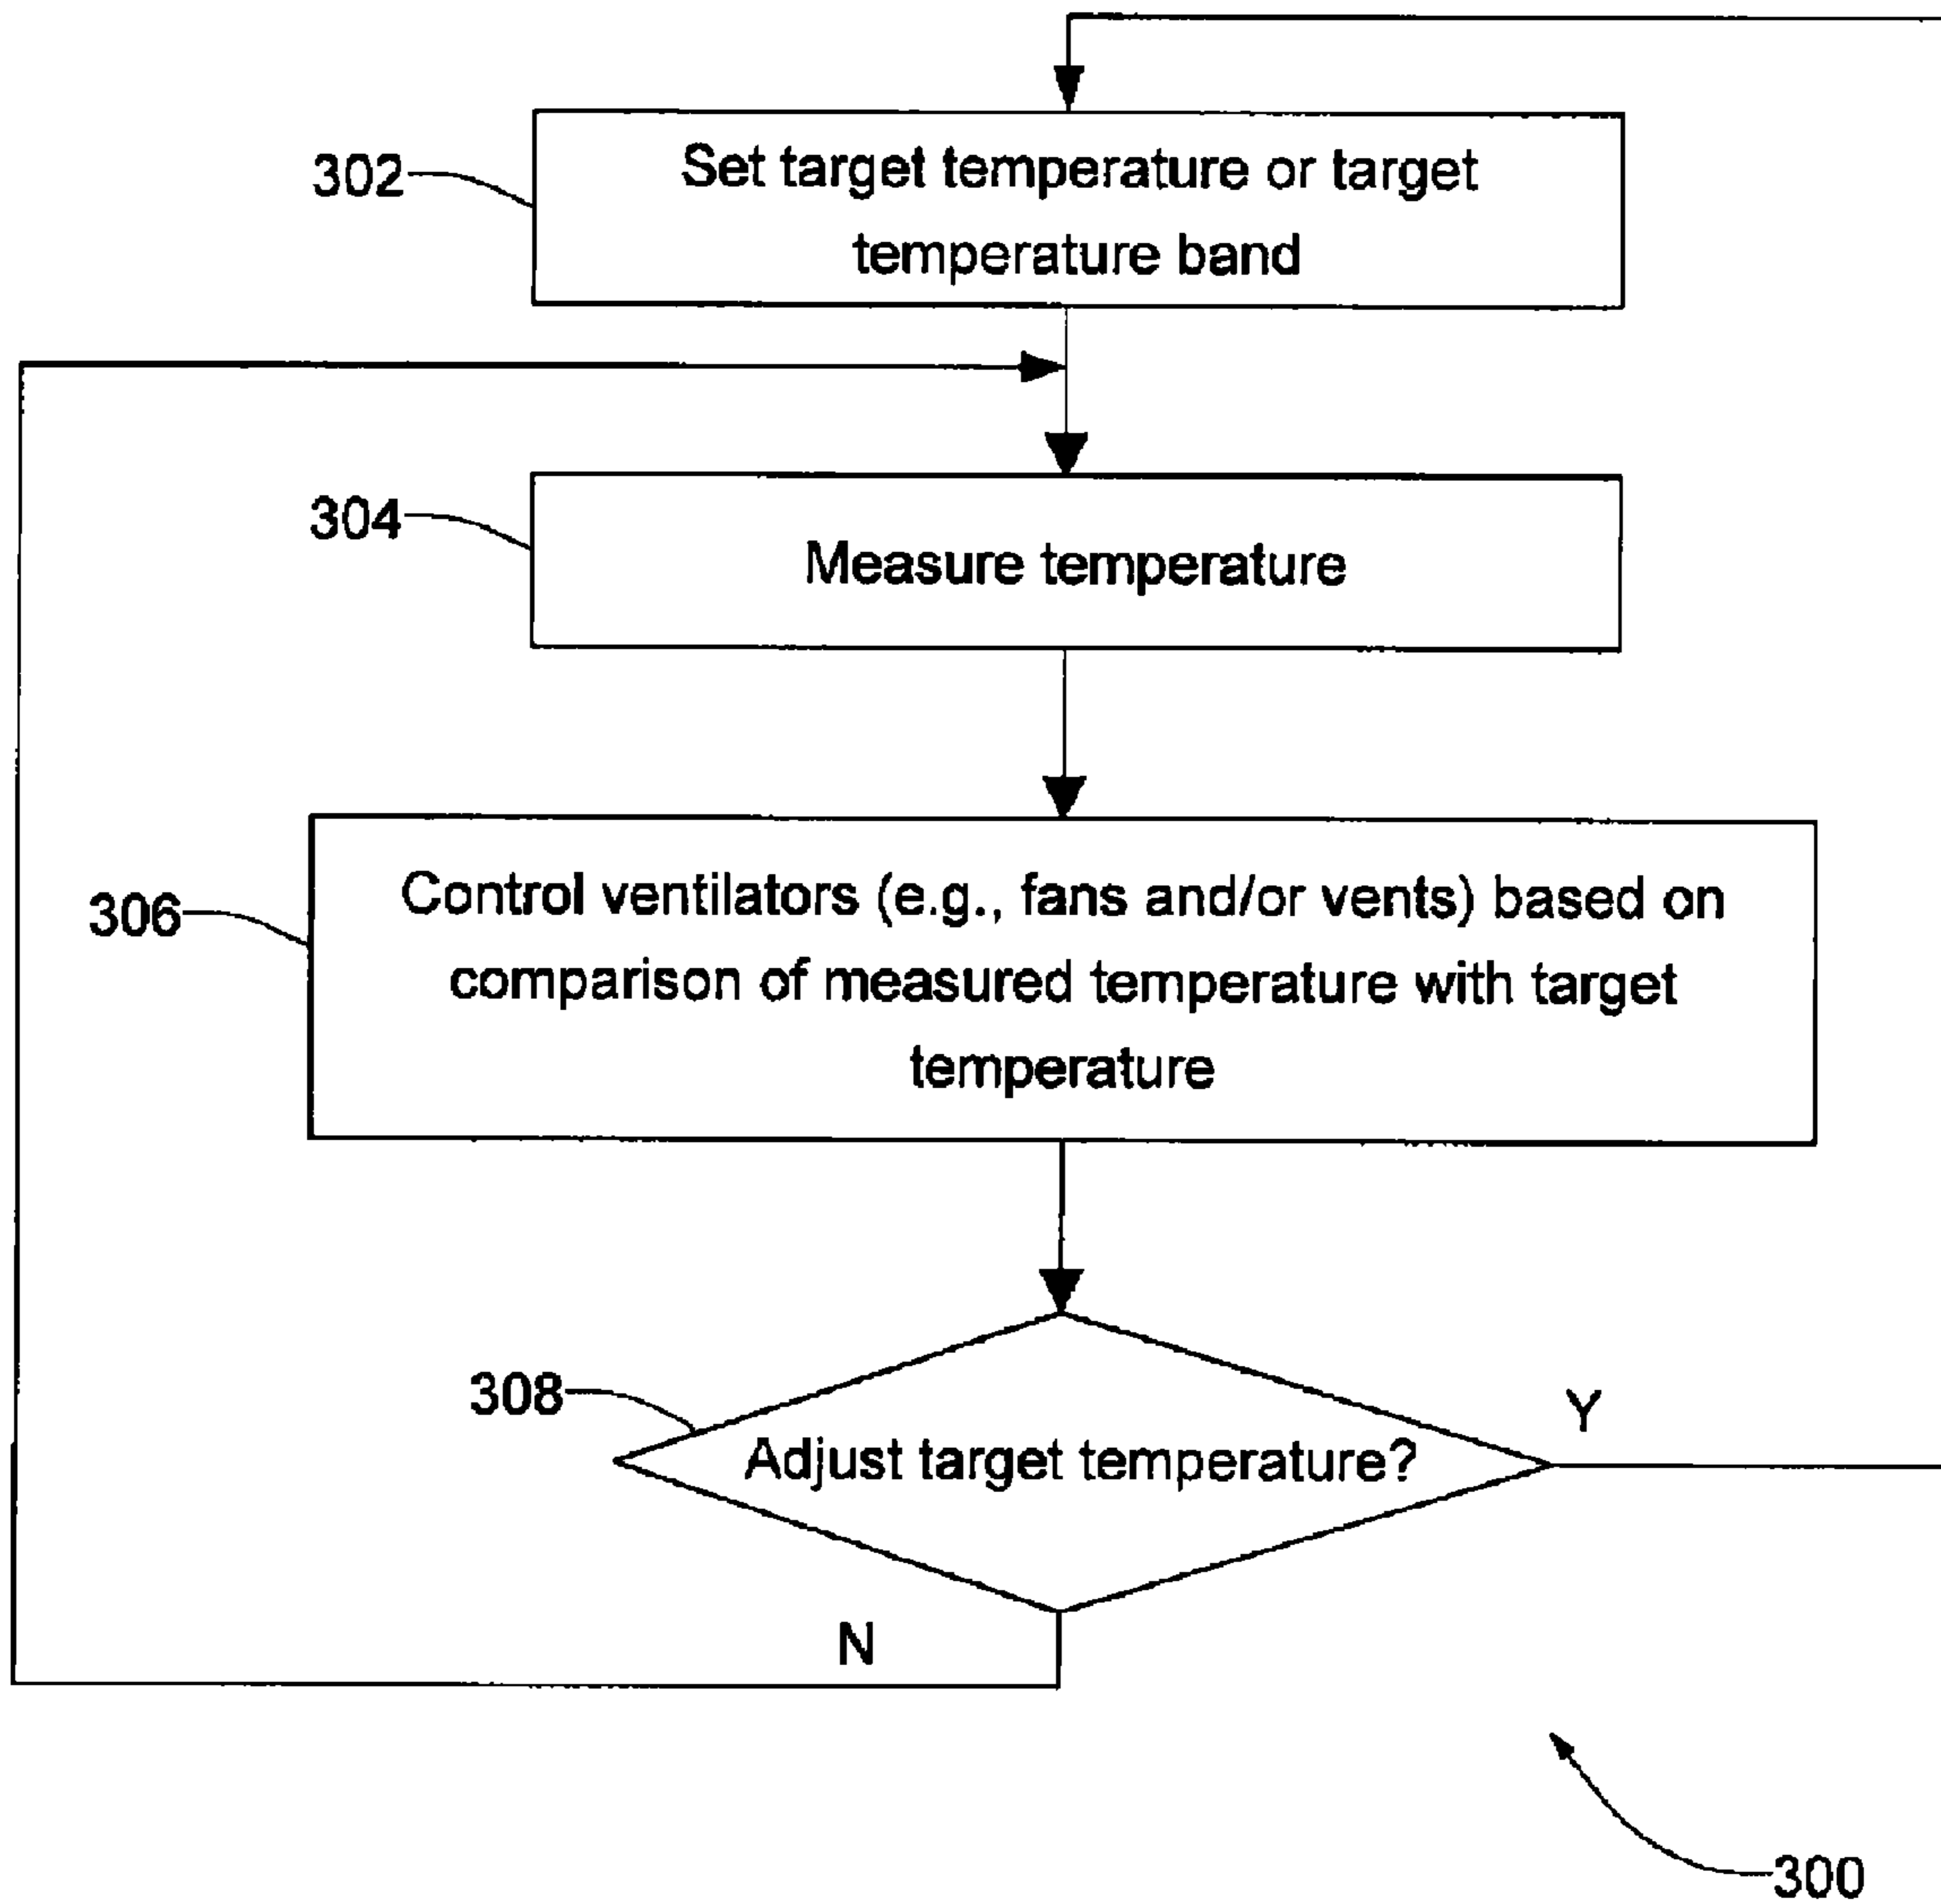 302
Set target temperature or target
temperature band
304
Measure temperature
306
Control ventilators (e.g., fans and/or vents) based on
comparison of measured temperature with target
temperature
308
Adjust target temperature?
Y
N
300